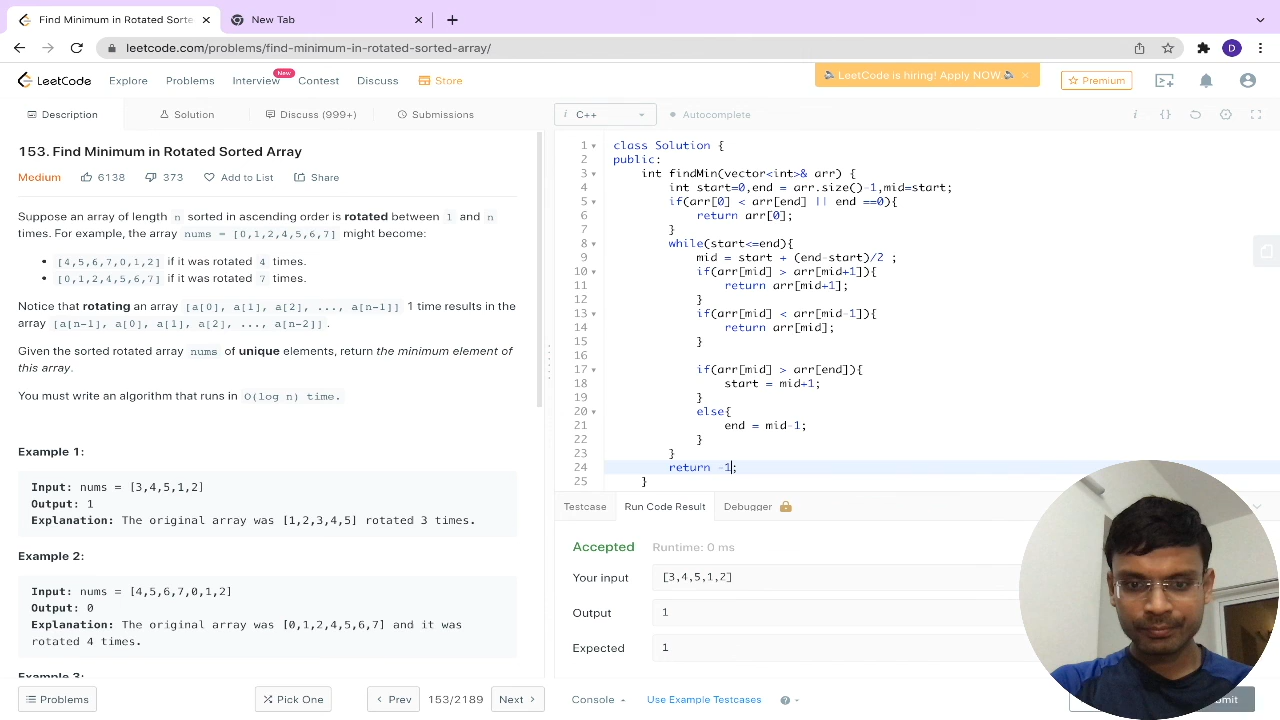 Find Minimum in Rotated Sorte
New Tab
leetcode.com/problems/find-minimum-in-rotated-sorted-array/
D
LeetCode
Explore
Problems
Interview
New
Contest
Discuss
Store
LeetCode is hiring! Apply NOW
Premium
Description
Solution
Discuss (999+)
Submissions
i C++
Autocomplete
153. Find Minimum in Rotated Sorted Array
Medium 6138 373 Add to List Share
Suppose an array of length n sorted in ascending order is rotated between 1 and n
times. For example, the array nums = [0,1,2,4,5,6,7] might become:
[4,5,6,7,0,1,2] if it was rotated 4 times.
[0,1,2,4,5,6,7] if it was rotated 7 times.
Notice that rotating an array [a[0], a[1], a[2], ..., a[n-1]] 1 time results in the
array [a[n-1], a[0], a[1], a[2], ..., a[n-2]].
Given the sorted rotated array nums of unique elements, return the minimum element of
this array.
You must write an algorithm that runs in O(log n) time.
Example 1:
Input: nums = [3,4,5,1,2]
Output: 1
Explanation: The original array was [1,2,3,4,5] rotated 3 times.
Example 2:
Input: nums = [4,5,6,7,0,1,2]
Output: 0
Explanation: The original array was [0,1,2,4,5,6,7] and it was
rotated 4 times.
Example 3:
1 class Solution {
2 public:
3 int findMin(vector<int>& arr) {
4 int start=0,end = arr.size()-1,mid=start;
5 if(arr[0] < arr[end] || end ==0){
6 return arr[0];
7 }
8 while(start<=end){
9 mid = start + (end-start)/2 ;
10 if(arr[mid] > arr[mid+1]){
11 return arr[mid+1];
12 }
13 if(arr[mid] < arr[mid-1]){
14 return arr[mid];
15 }
16
17 if(arr[mid] > arr[end]){
18 start = mid+1;
19 }
20 else{
21 end = mid-1;
22 }
23 }
24 return -1;
25 }
Testcase
Run Code Result
Debugger
Accepted Runtime: 0 ms
Your input [3,4,5,1,2]
Output 1
Expected 1
Problems
Pick One
Prev
153/2189
Next
Console
Use Example Testcases
?